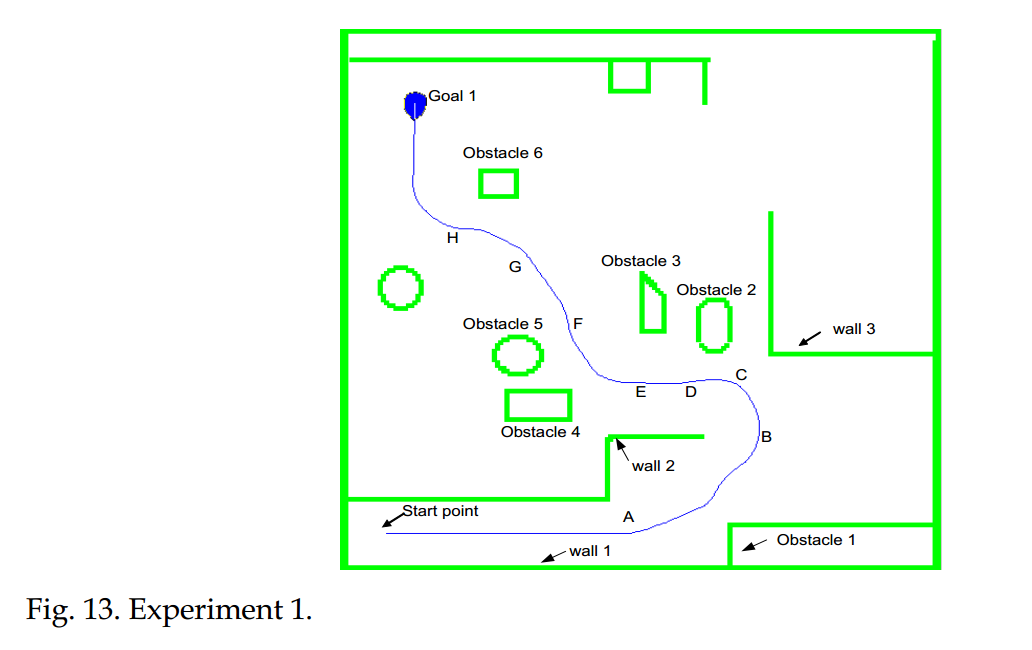 Goal 1
Obstacle 6
H
G
Obstacle 3
Obstacle 2
Obstacle 5
F
wall 3
C
E
D
Obstacle 4
B
wall 2
Start point
A
Obstacle 1
wall 1
Fig. 13. Experiment 1.